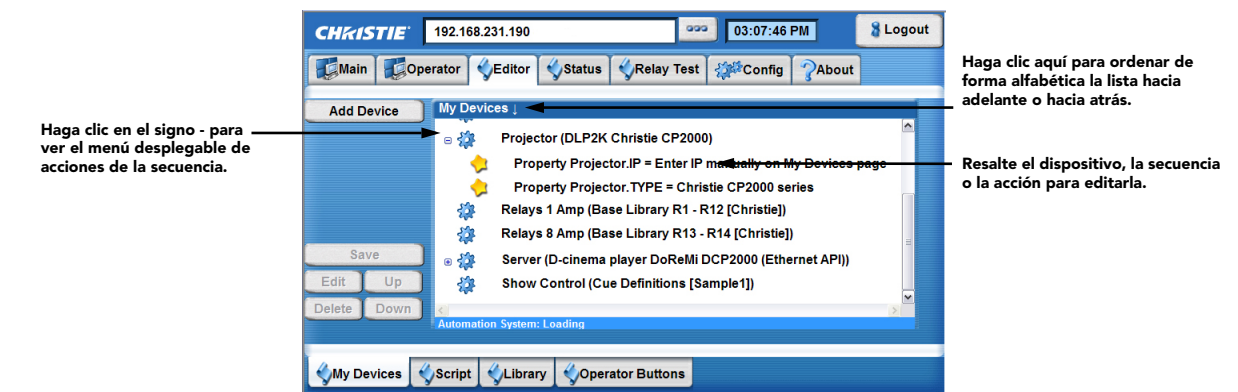 CHRISTIE 192.168.231.190 03:07:46 PM Logout
Main Operator Editor Status Relay Test Config About
Haga clic aquí para ordenar de
forma alfabética la lista hacia
adelante o hacia atrás.
Add Device My Devices ↓
Haga clic en el signo - para
ver el menú desplegable de
acciones de la secuencia.
Projector (DLP2K Christie CP2000)
Property Projector.IP = Enter IP manually on My Devices page
Property Projector.TYPE = Christie CP2000 series
Resalte el dispositivo, la secuencia
o la acción para editarla.
Relays 1 Amp (Base Library R1 - R12 [Christie])
Relays 8 Amp (Base Library R13 - R14 [Christie])
Server (D-cinema player DoReMi DCP2000 (Ethernet API))
Show Control (Cue Definitions [Sample1])
Save
Edit Up
Delete Down
Automation System: Loading
My Devices Script Library Operator Buttons